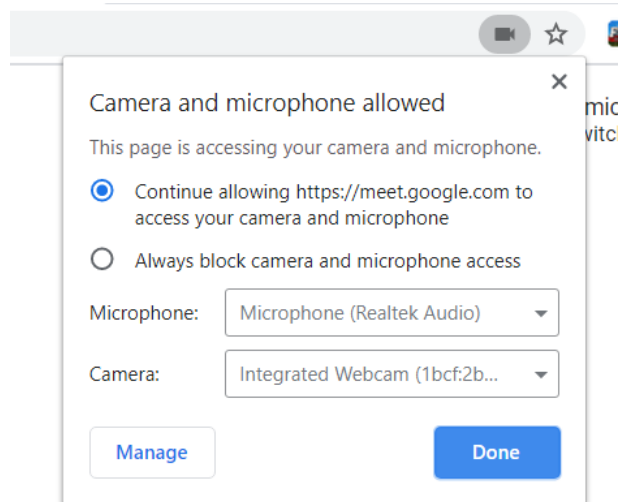 Camera and microphone allowed
This page is accessing your camera and microphone.
Continue allowing https://meet.google.com to
access your camera and microphone
Always block camera and microphone access
Microphone: Microphone (Realtek Audio)
Camera: Integrated Webcam (1bcf:2b...
Manage Done